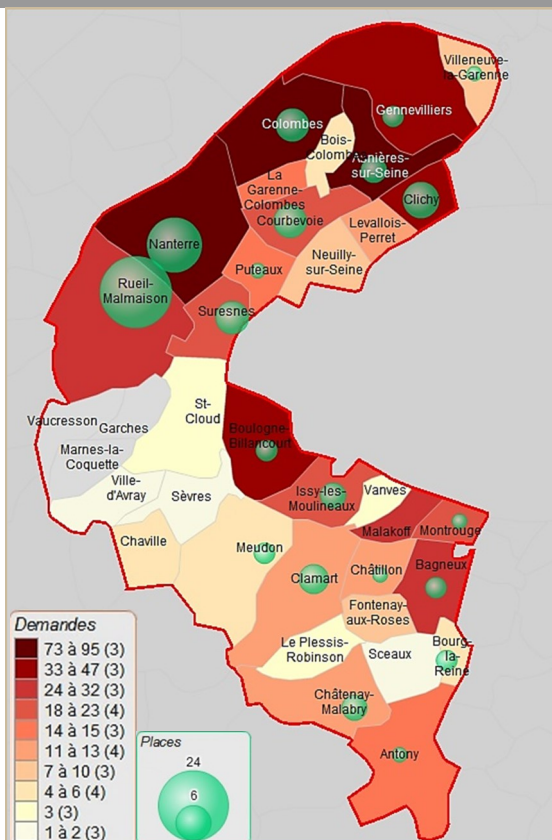 Villeneuve-
la-Garenne
Gennevilliers
Colombes
Bois-
Colombes
Asnières-
sur-Seine
La
Garenne-
Colombes
Clichy
Courbevoie
Levallois-
Perret
Nanterre
Neuilly-
sur-Seine
Puteaux
Rueil-
Malmaison
Suresnes
St-
Cloud
Vaucresson
Garches
Boulogne-
Billancourt
Marnes-la-
Coquette
Ville-
d'Avray
Sèvres
Issy-les-
Moulineaux
Vanves
Malakoff
Montrouge
Chaville
Meudon
Clamart
Châtillon
Bagneux
Fontenay-
aux-Roses
Le Plessis-
Robinson
Sceaux
Bourg-
la-
Reine
Châtenay-
Malabry
Antony
Demandes
73 à 95 (3)
33 à 47 (3)
24 à 32 (3)
18 à 23 (4)
14 à 15 (3)
11 à 13 (4)
7 à 10 (3)
4 à 6 (4)
3 (3)
1 à 2 (3)
Places
24
6